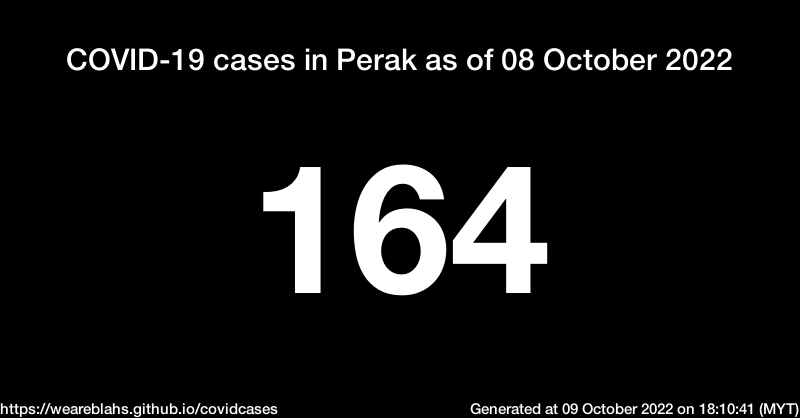 COVID-19 cases in Perak as of 08 October 2022
164
https://weareblahs.github.io/covidcases
Generated at 09 October 2022 on 18:10:41 (MYT)